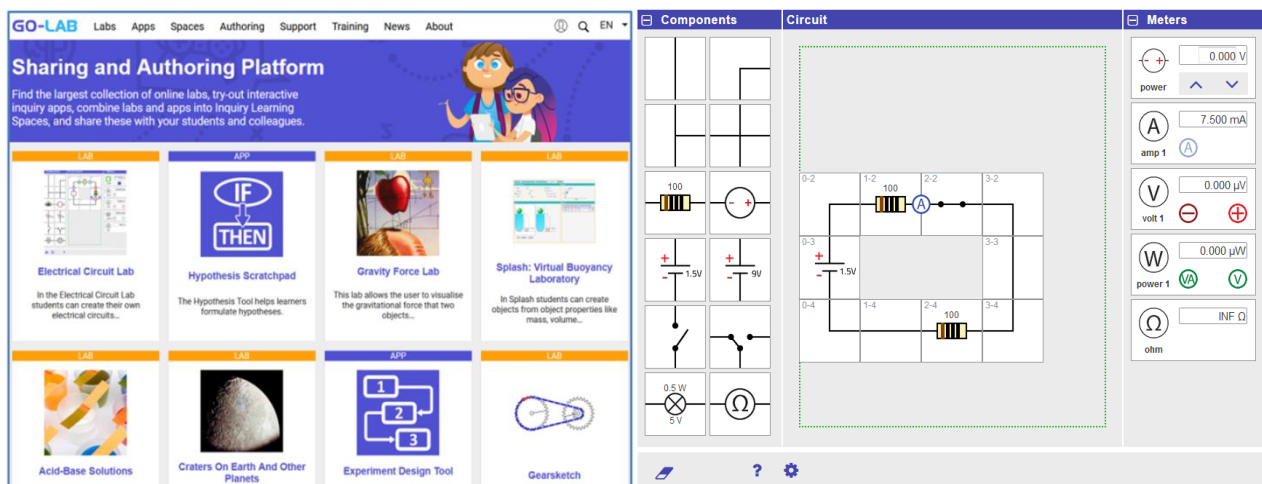 GO-LAB Labs Apps Spaces Authoring Support Training News About EN
Sharing and Authoring Platform
Find the largest collection of online labs, try-out interactive
inquiry apps, combine labs and apps into Inquiry Learning
Spaces, and share these with your students and colleagues.
LAB
Electrical Circuit Lab
In the Electrical Circuit Lab
students can create their own
electrical circuits...
APP
IF
THEN
Hypothesis Scratchpad
The Hypothesis Tool helps learners
formulate hypotheses.
LAB
Gravity Force Lab
This lab allows the user to visualise
the gravitational force that two
objects...
LAB
Splash: Virtual Buoyancy
Laboratory
In Splash students can create
objects from object properties like
mass, volume...
LAB
Acid-Base Solutions
LAB
Craters On Earth And Other
Planets
APP
1
2
3
Experiment Design Tool
LAB
Gearsketch
Components
100
- +
+
-
1.5V
+
-
9V
0.5 W
5 V
Ω
?
Circuit
0-2
1-2
2-2
3-2
100
A
0-3
3-3
+
-
1.5V
0-4
1-4
2-4
3-4
100
Meters
- +
power
0.000 V
A
amp 1
7.500 mA
A
V
volt 1
0.000 µV
W
power 1
0.000 µW
VA
V
Ω
ohm
INF Ω